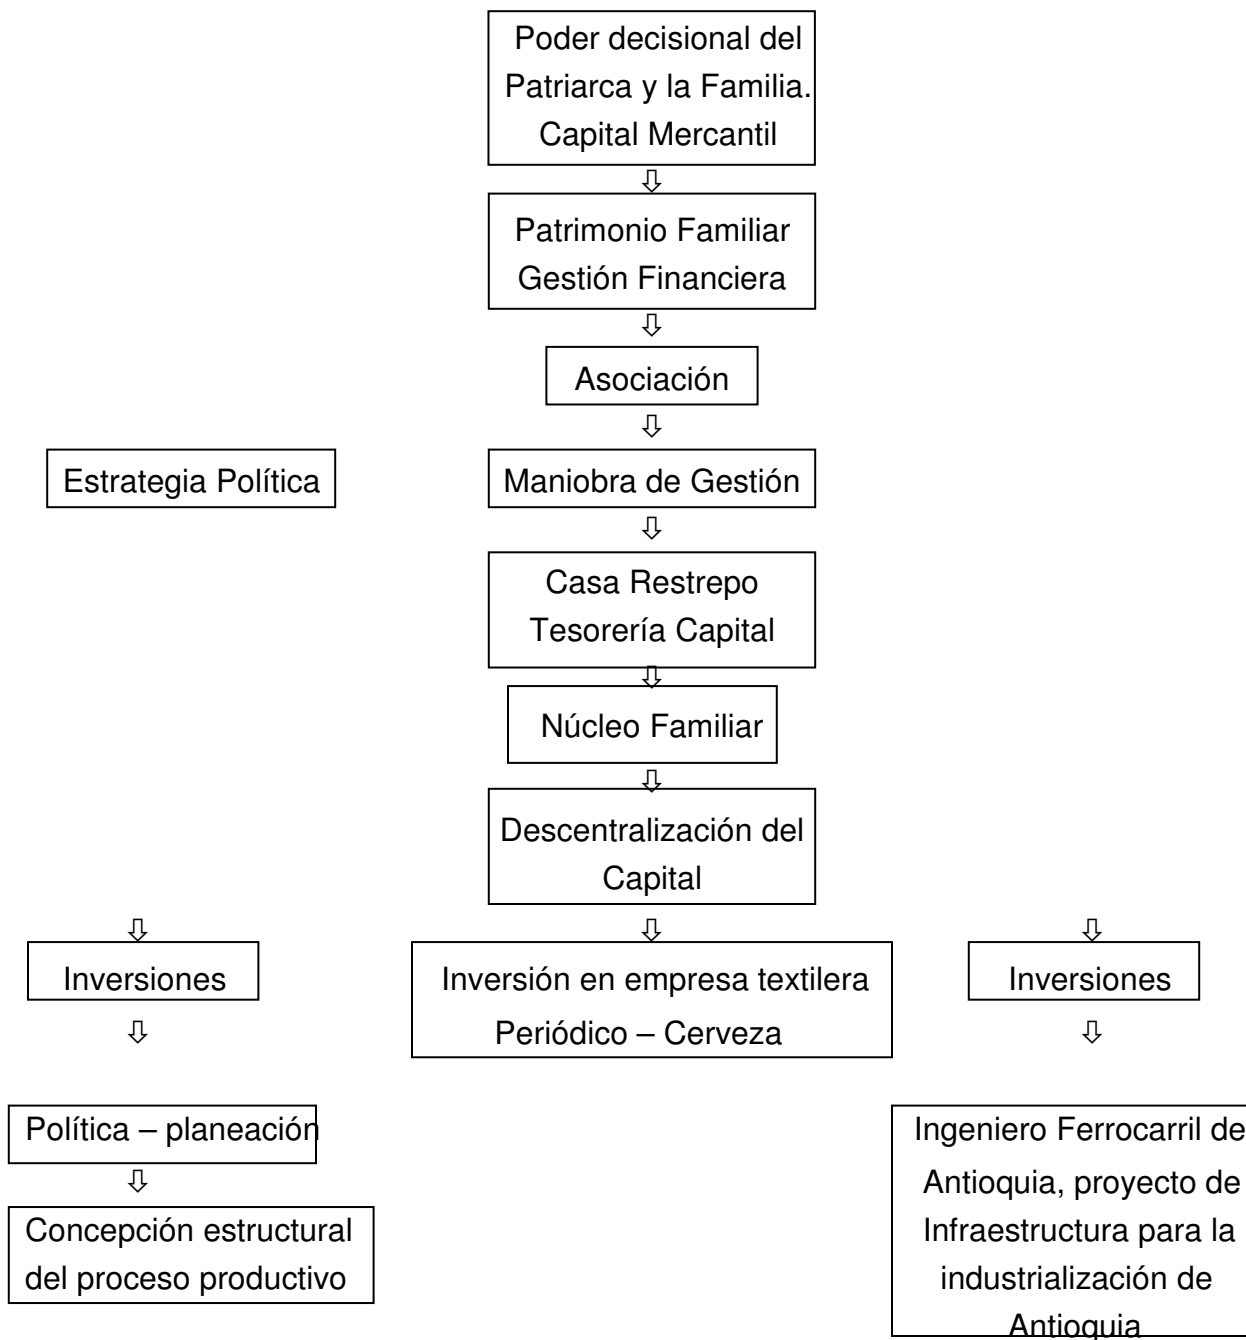 Poder decisional del
Patriarca y la Familia.
Capital Mercantil
⇩
Patrimonio Familiar
Gestión Financiera
⇩
Asociación
⇩
Estrategia Política
Maniobra de Gestión
⇩
Casa Restrepo
Tesorería Capital
⇩
Núcleo Familiar
⇩
Descentralización del
Capital
⇩ ⇩ ⇩
Inversiones
Inversión en empresa textilera
Periódico – Cerveza
Inversiones
⇩ ⇩
Política – planeación
⇩
Concepción estructural
del proceso productivo
Ingeniero Ferrocarril de
Antioquia, proyecto de
Infraestructura para la
industrialización de
Antioquia